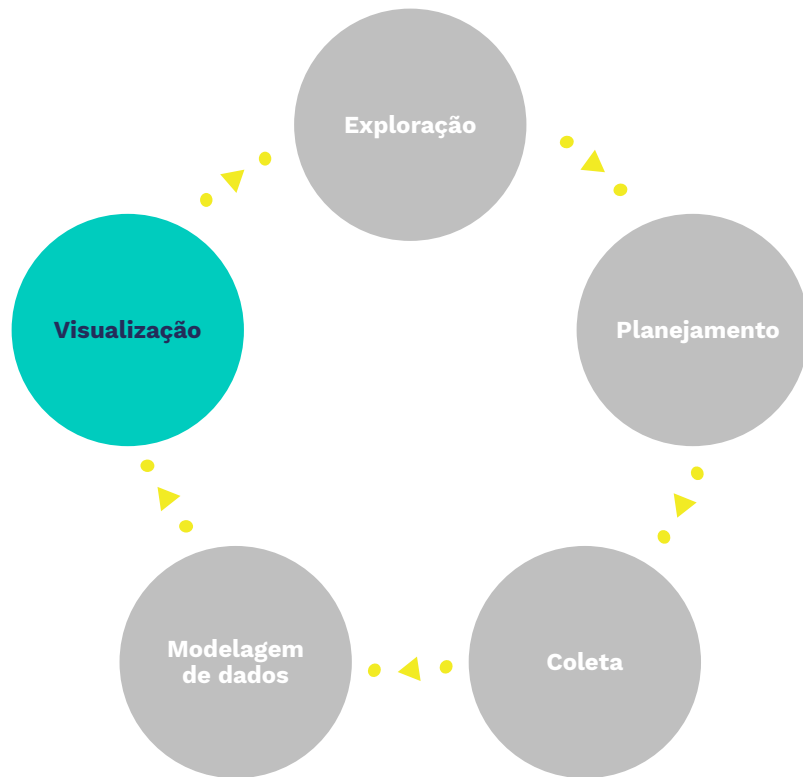 Exploração
Visualização
Planejamento
Modelagem
de dados
Coleta